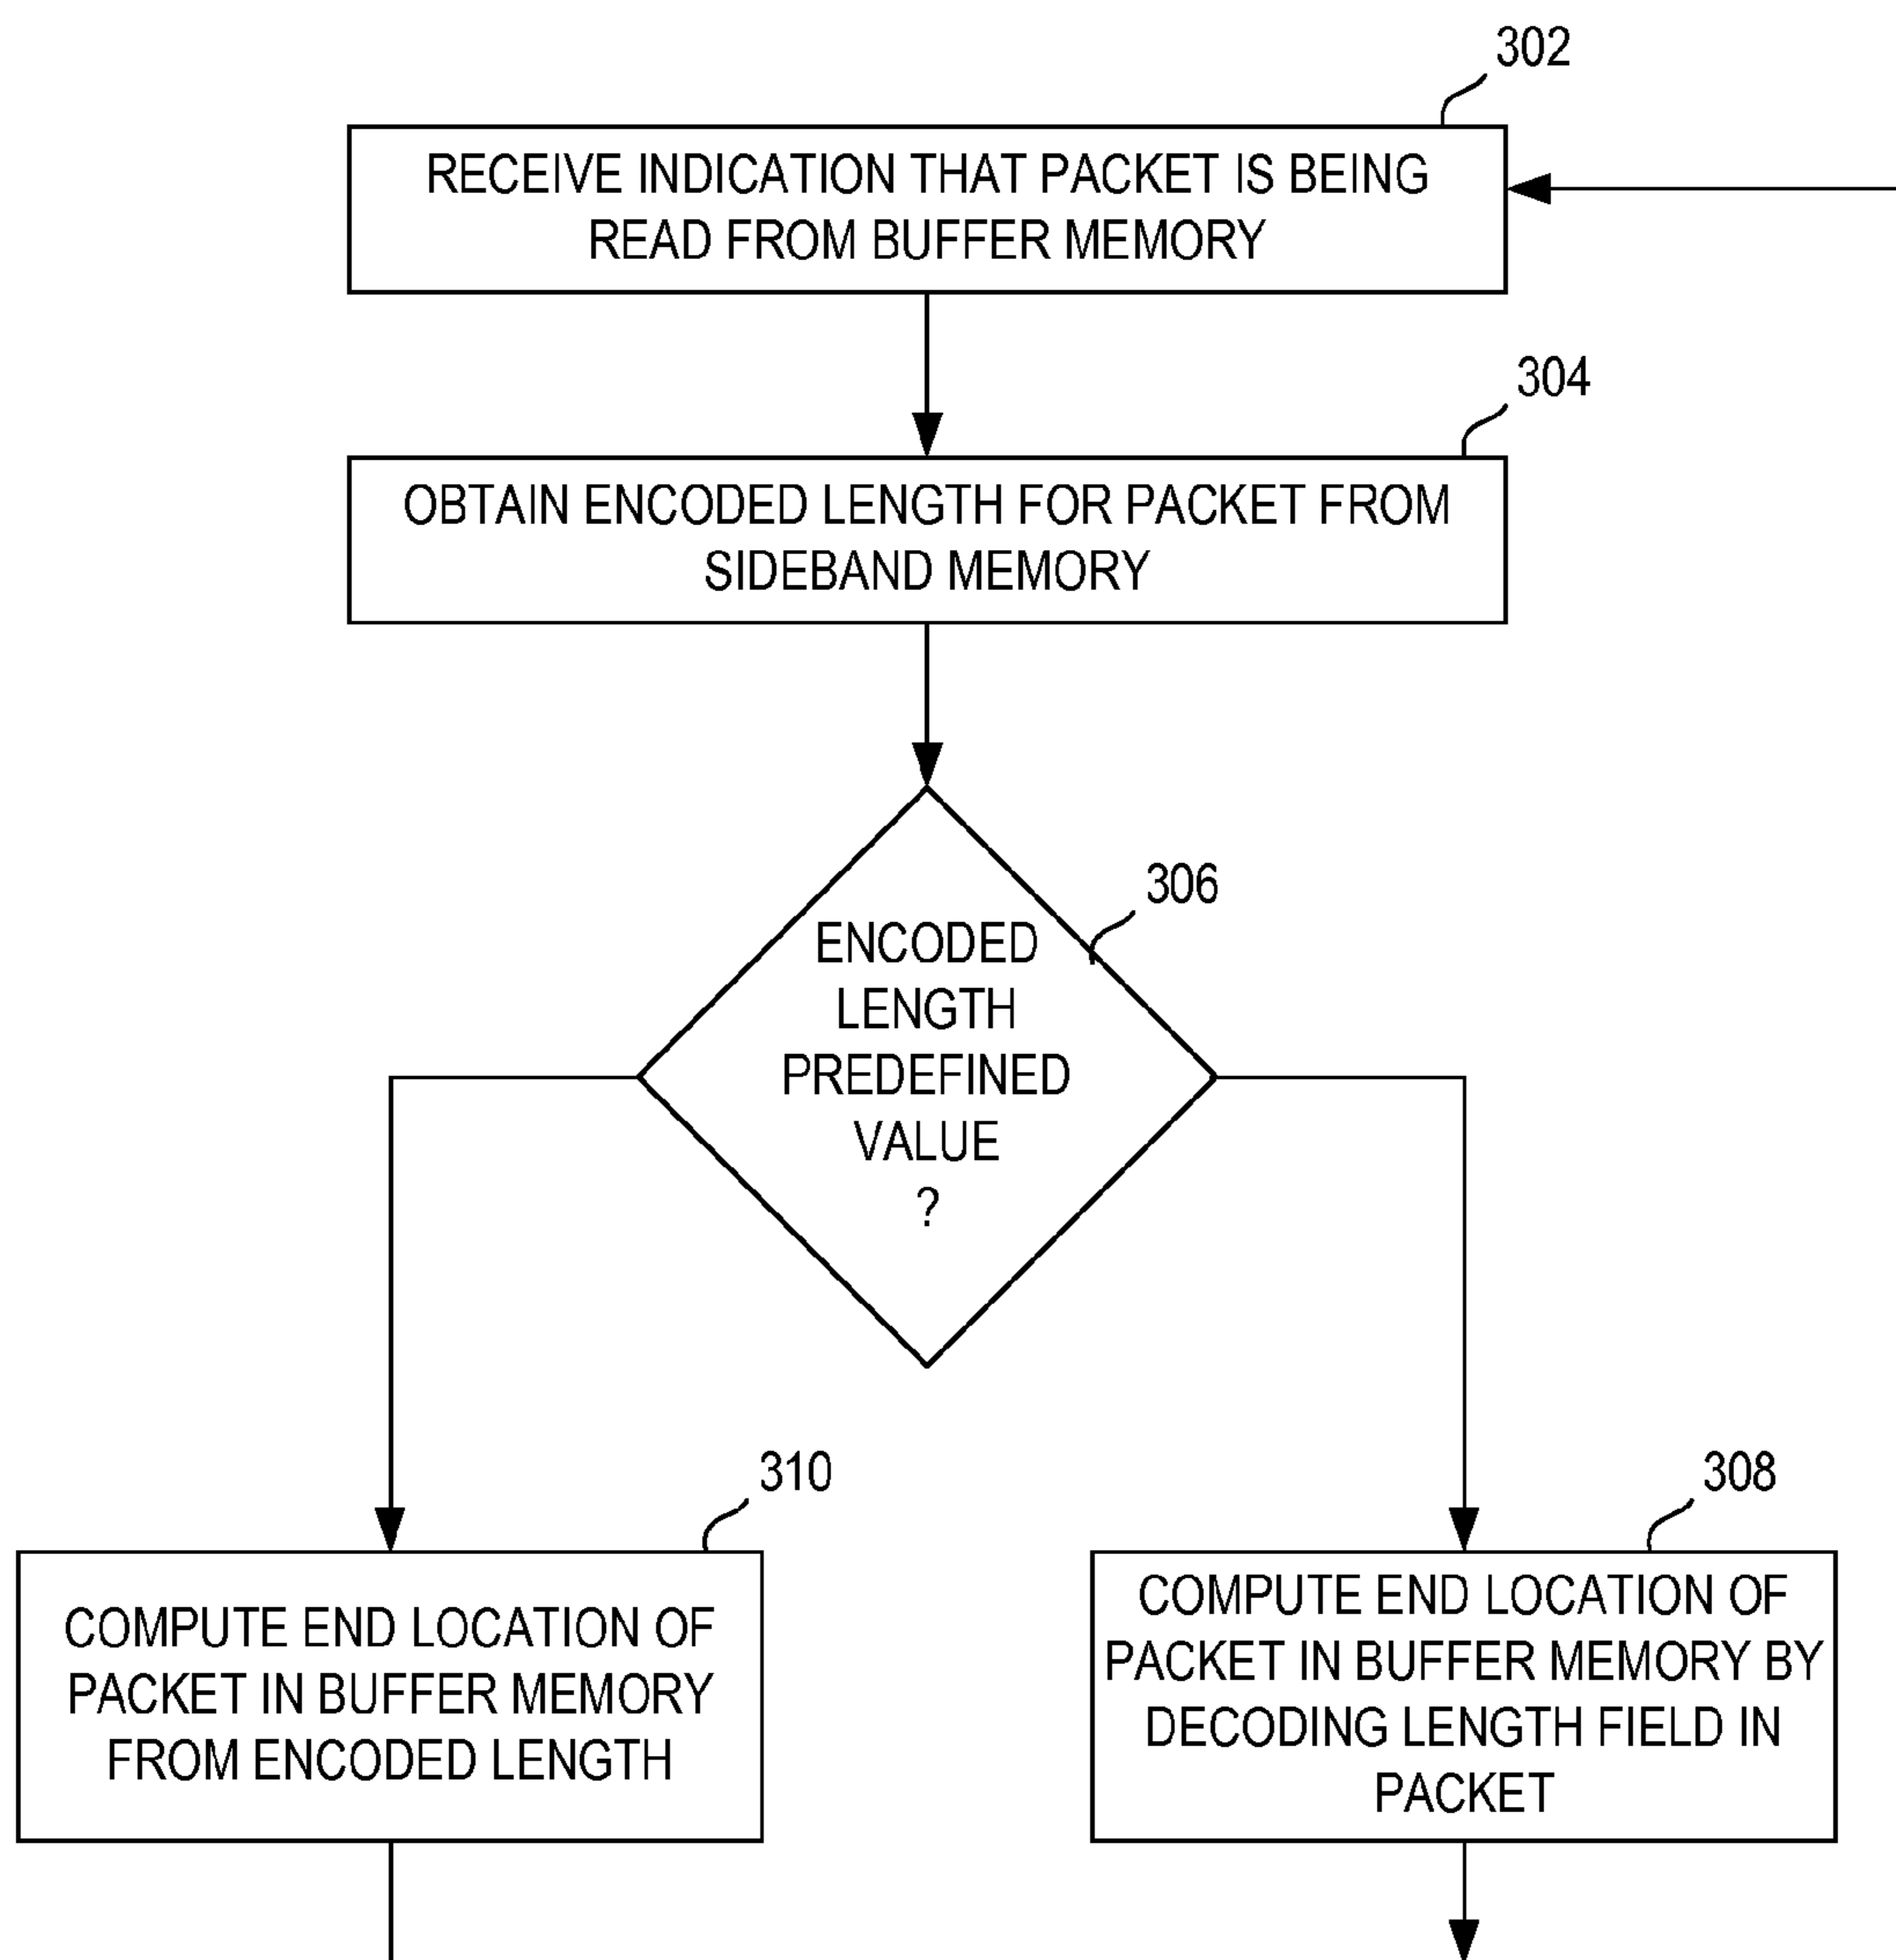 302
RECEIVE INDICATION THAT PACKET IS BEING
READ FROM BUFFER MEMORY
304
OBTAIN ENCODED LENGTH FOR PACKET FROM
SIDEBAND MEMORY
306
ENCODED
LENGTH
PREDEFINED
VALUE
?
310
COMPUTE END LOCATION OF
PACKET IN BUFFER MEMORY
FROM ENCODED LENGTH
308
COMPUTE END LOCATION OF
PACKET IN BUFFER MEMORY BY
DECODING LENGTH FIELD IN
PACKET